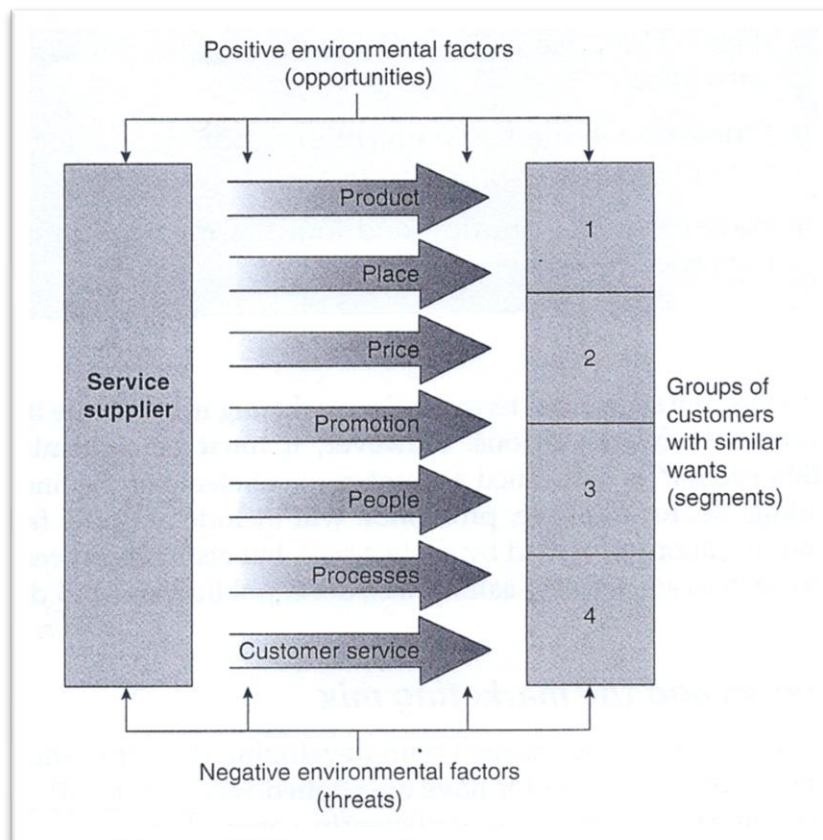 Positive environmental factors
(opportunities)
Product
Place
Price
Promotion
People
Processes
Customer service
Service
supplier
1
2
3
4
Groups of
customers
with similar
wants
(segments)
Negative environmental factors
(threats)